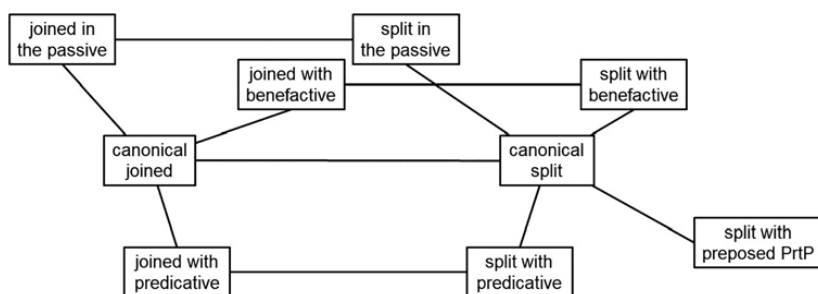 joined in
the passive
split in
the passive
joined with
benefactive
split with
benefactive
canonical
joined
canonical
split
split with
preposed PrtP
joined with
predicative
split with
predicative